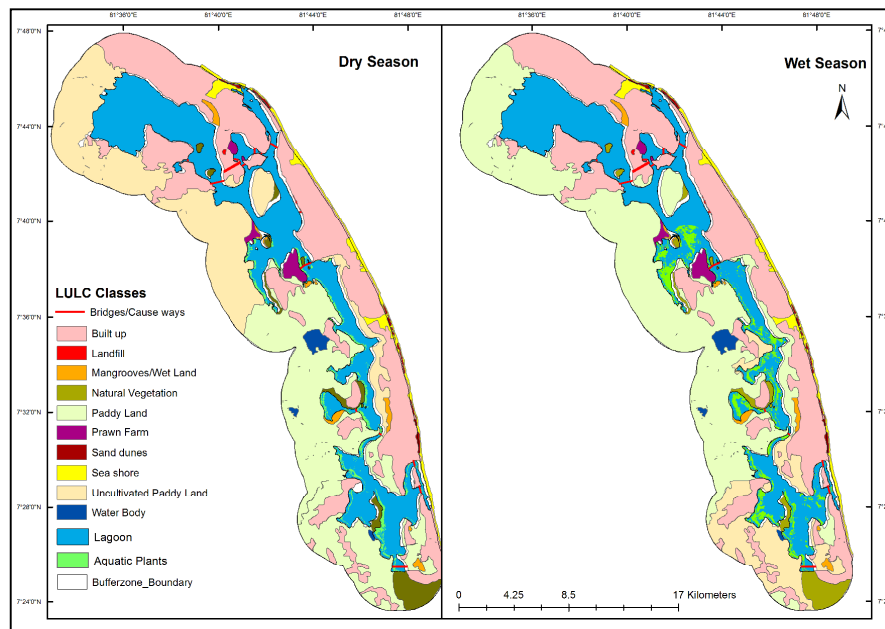 81°36'0"E 81°40'0"E 81°44'0"E 81°48'0"E 81°36'0"E 81°40'0"E 81°44'0"E 81°48'0"E
7°48'0"N
Dry Season
Wet Season
N
7°44'0"N
7°40'0"N
7°36'0"N
7°32'0"N
7°28'0"N
7°24'0"N
LULC Classes
Bridges/Cause ways
Built up
Landfill
Mangrooves/Wet Land
Natural Vegetation
Paddy Land
Prawn Farm
Sand dunes
Sea shore
Uncultivated Paddy Land
Water Body
Lagoon
Aquatic Plants
Bufferzone_Boundary
0 4.25 8.5 17 Kilometers